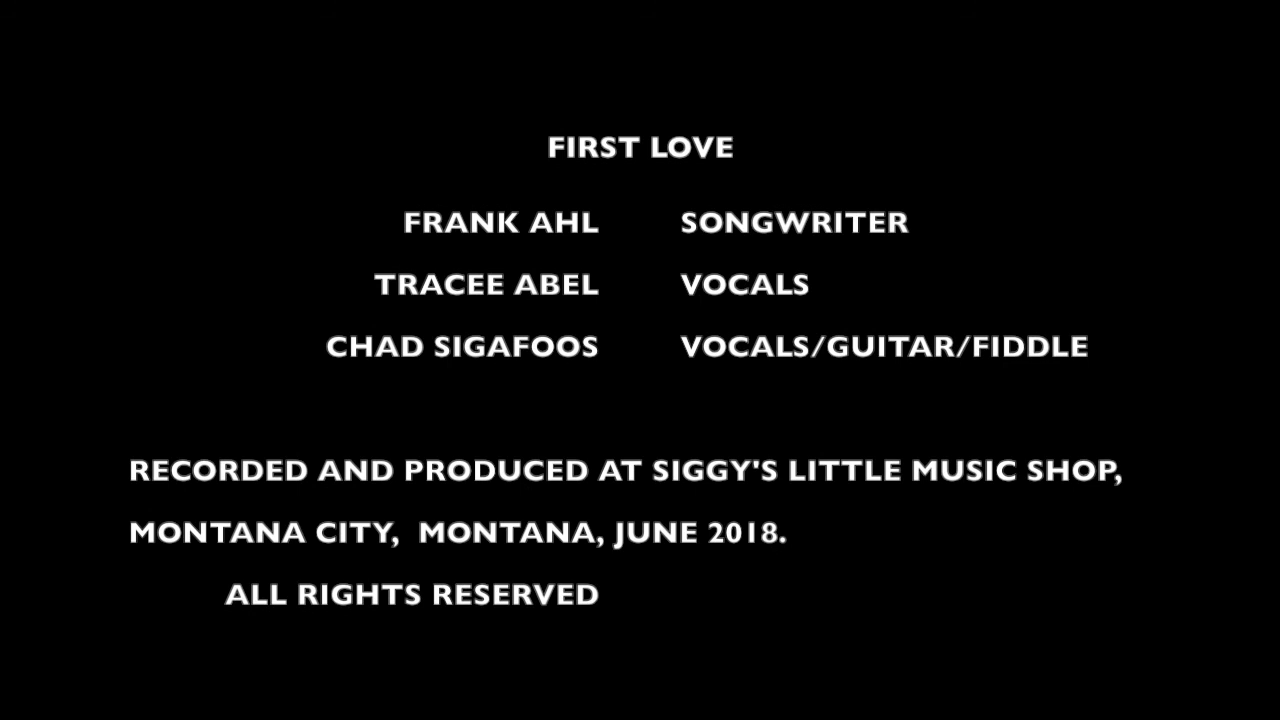 FIRST LOVE
FRANK AHL SONGWRITER
TRACEE ABEL VOCALS
CHAD SIGAFOOS VOCALS/GUITAR/FIDDLE
RECORDED AND PRODUCED AT SIGGY'S LITTLE MUSIC SHOP,
MONTANA CITY, MONTANA, JUNE 2018.
ALL RIGHTS RESERVED